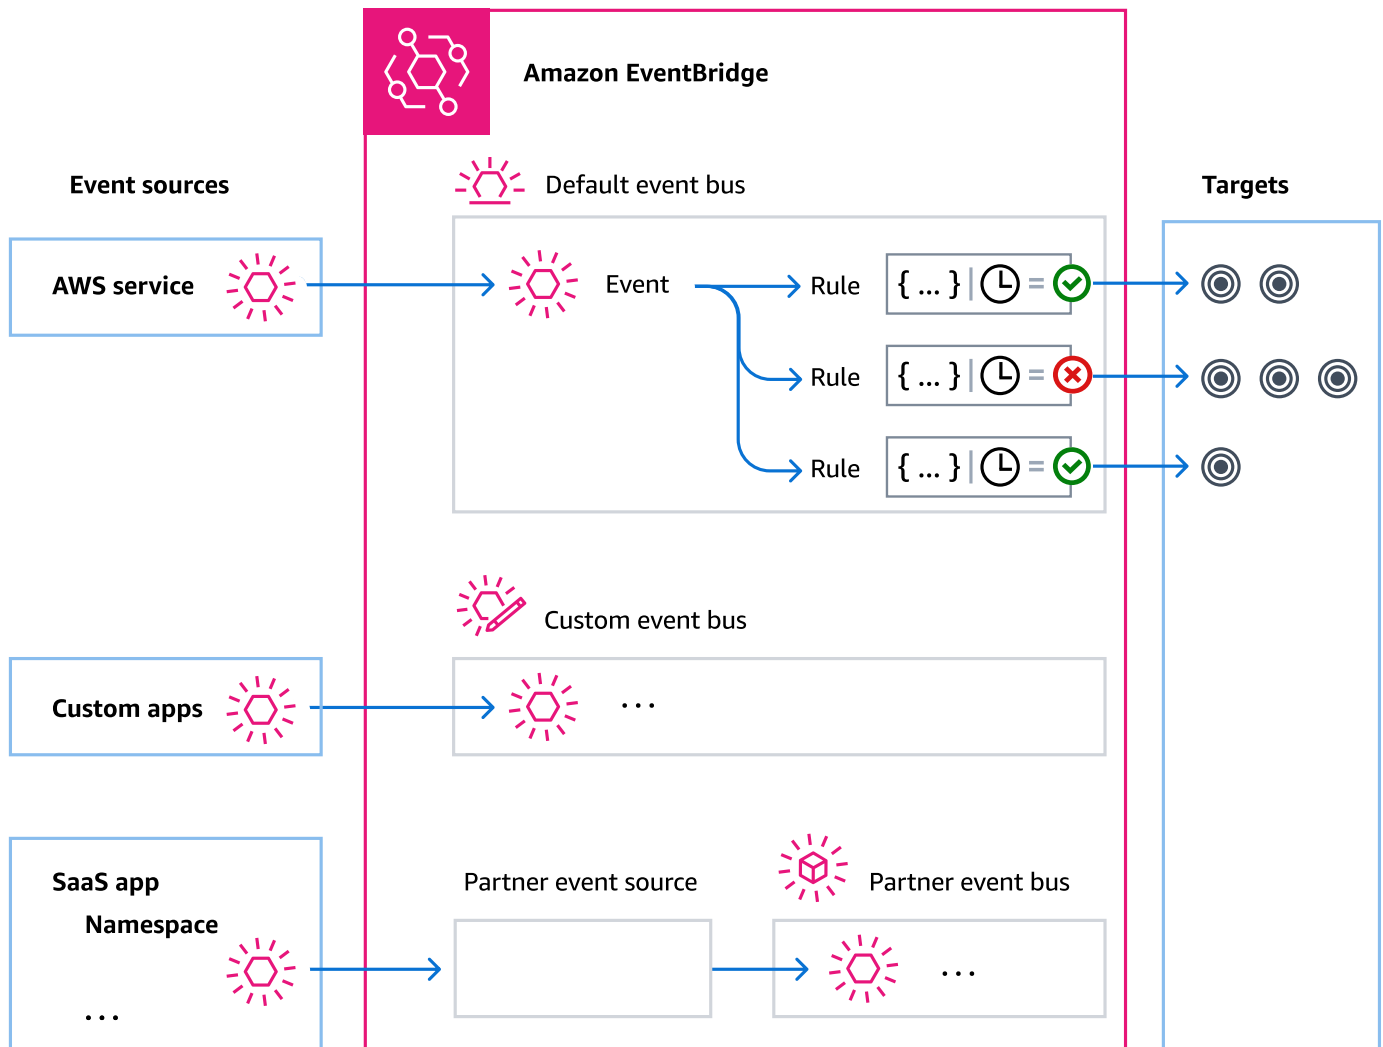 Amazon EventBridge
Event sources
Default event bus
Targets
AWS service
Event
Rule
{ ... } | =
Rule
{ ... } | =
Rule
{ ... } | =
Custom event bus
Custom apps
...
SaaS app
Namespace
...
Partner event source
Partner event bus
...